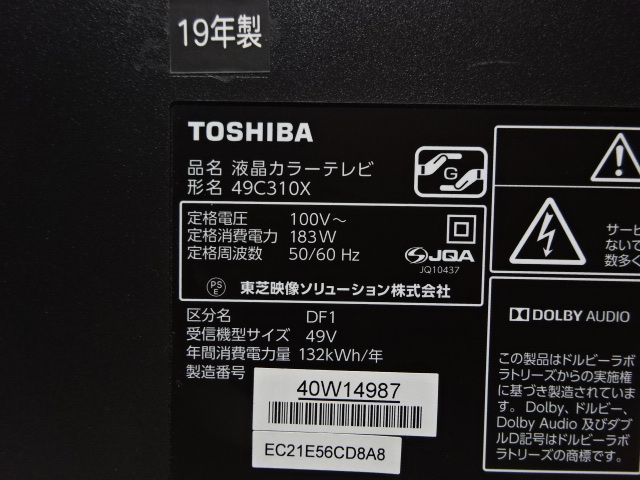 19年製
TOSHIBA
品名 液晶カラーテレビ
形名 49C310X
G
定格電圧 100V～
定格消費電力 183W
定格周波数 50/60 Hz
JQA
JQ10437
PS
E
東芝映像ソリューション株式会社
区分名 DF1
受信機型サイズ 49V
年間消費電力量 132kWh/年
製造番号
40W14987
EC21E56CD8A8
サービ
ないで
数多く
DOLBY AUDIO
この製品はドルビーラボ
ラトリーズからの実施権
に基づき製造されていま
す。Dolby、ドルビー、
Dolby Audio 及びダブ
ルD記号はドルビーラボ
ラトリーズの商標です。